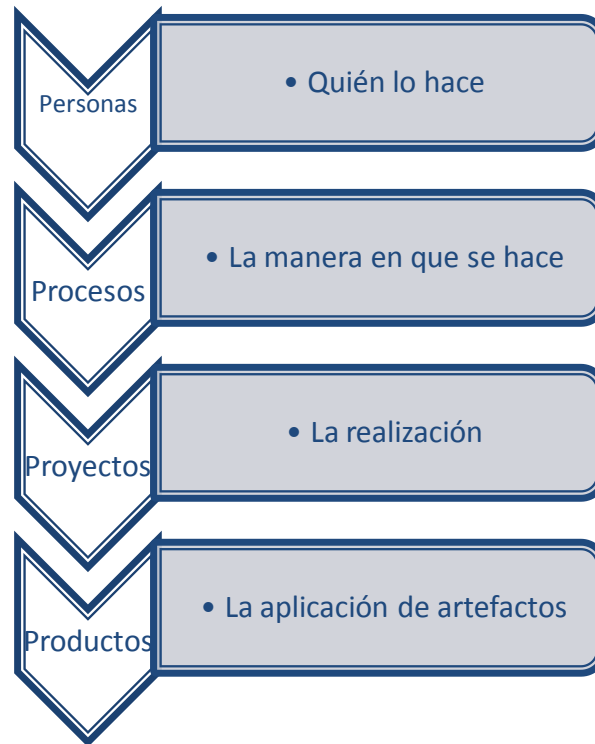 Personas
• Quién lo hace
Procesos
• La manera en que se hace
Proyectos
• La realización
Productos
• La aplicación de artefactos